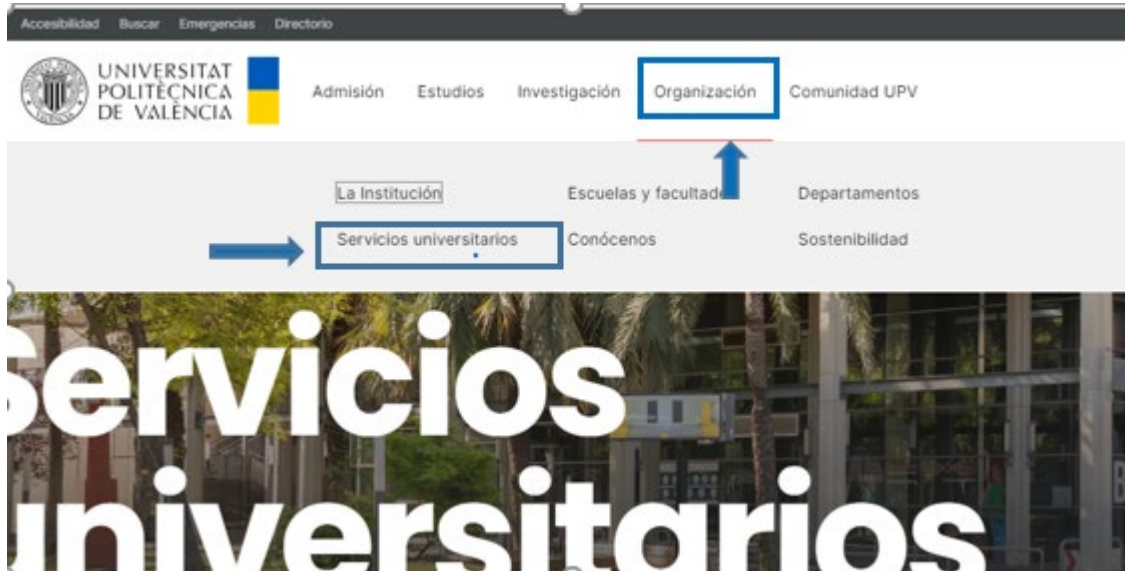 Accesibilidad Buscar Emergencias Directorio
UNIVERSITAT
POLITÈCNICA
DE VALÈNCIA
Admisión Estudios Investigación Organización Comunidad UPV
La Institución Escuelas y facultade Departamentos
Servicios universitarios Conócenos Sostenibilidad
Servicios
universitarios